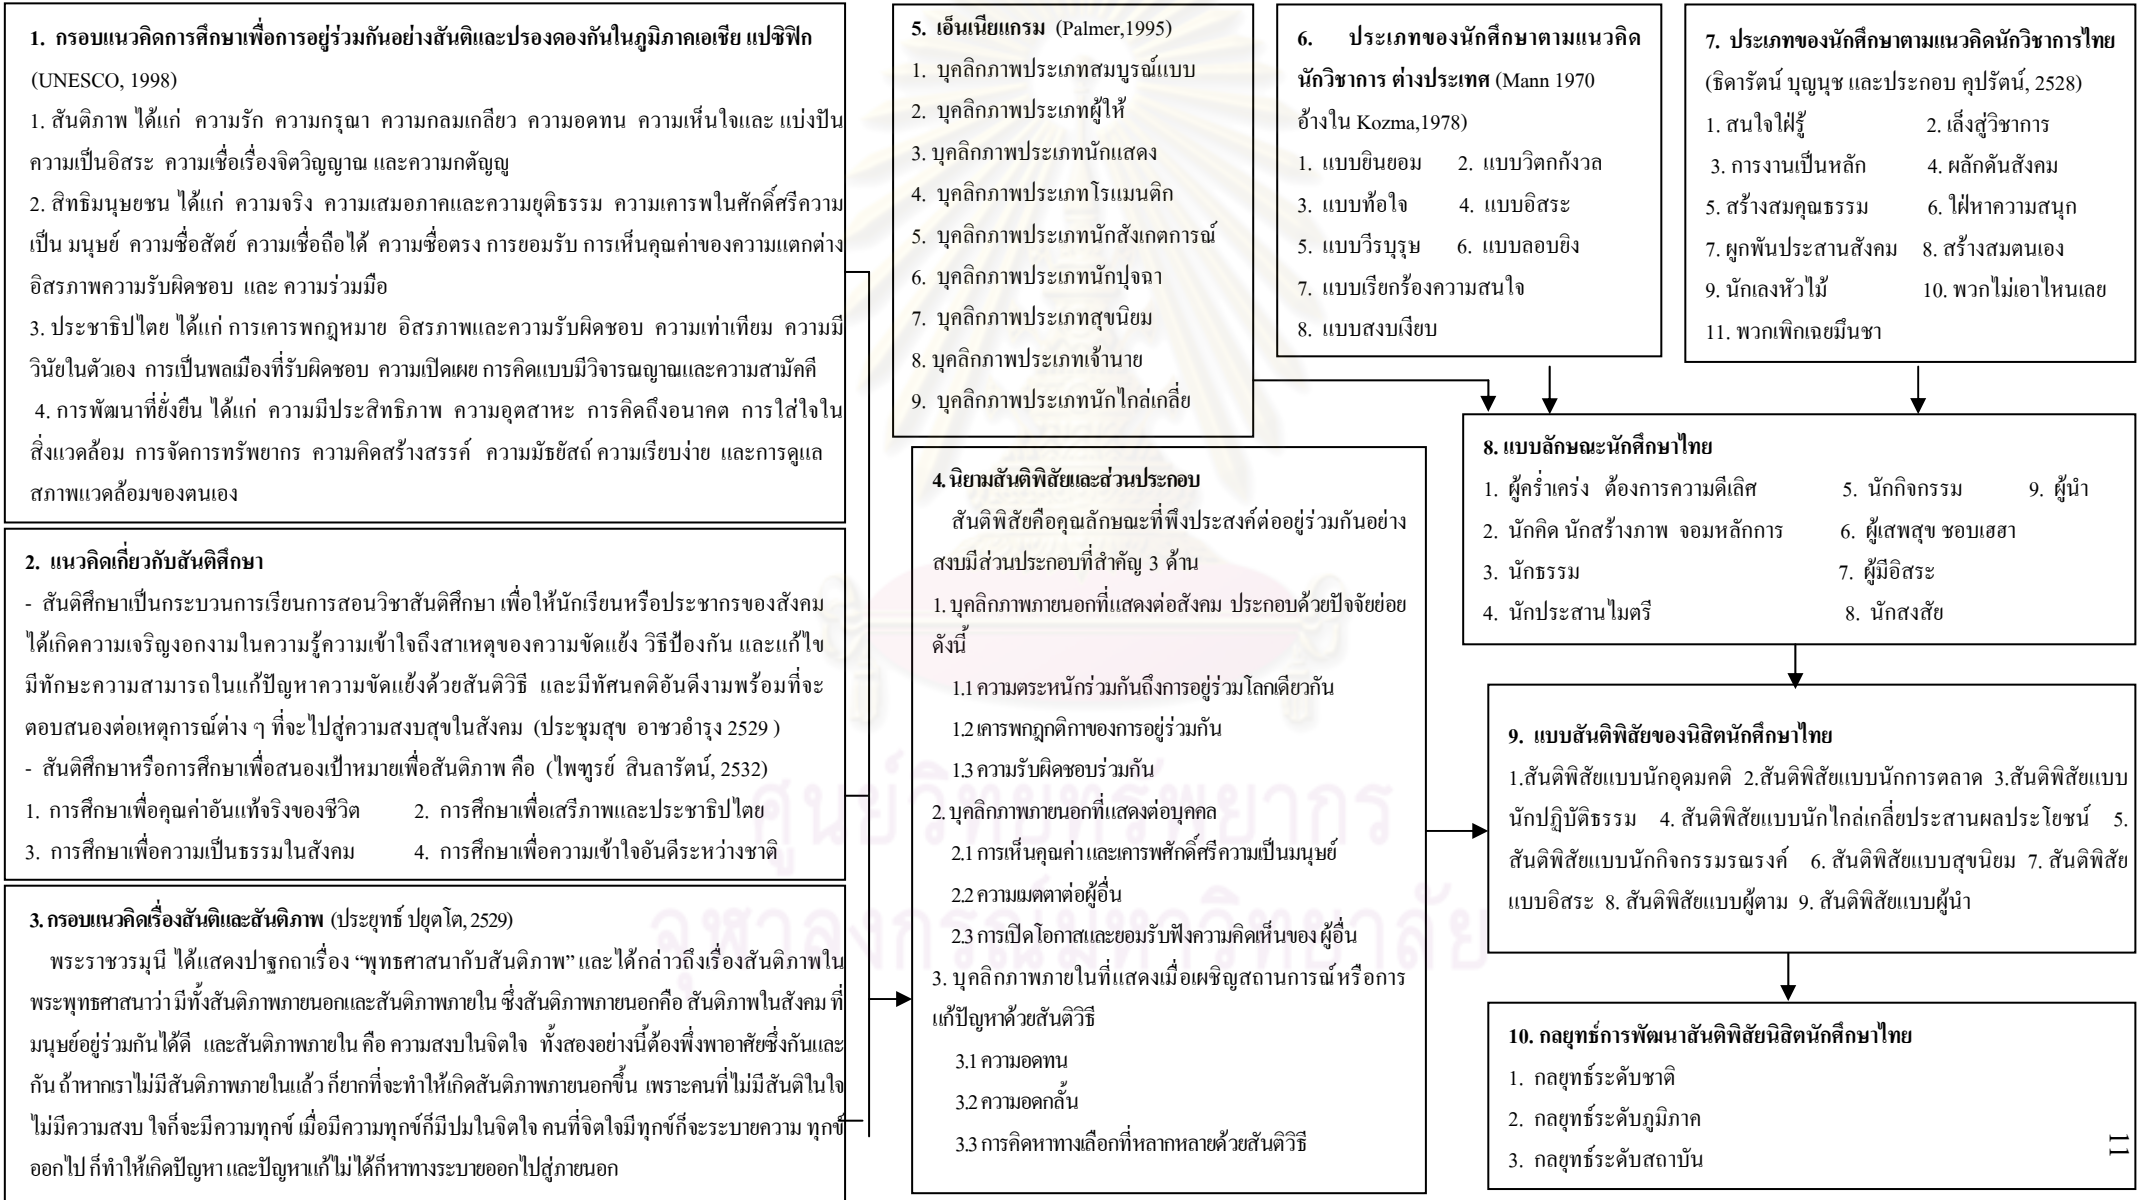 1. กรอบแนวคิดการศึกษาเพื่อการอยู่ร่วมกันอย่างสันติและปรองดองกันในภูมิภาคเอเชีย แปซิฟิก
(UNESCO, 1998)
1. สันติภาพ ได้แก่ ความรัก ความกรุณา ความกลมเกลียว ความอดทน ความเห็นใจและ แบ่งปัน
ความเป็นอิสระ ความเชื่อเรื่องจิตวิญญาณ และความกตัญญู
2. สิทธิมนุษยชน ได้แก่ ความจริง ความเสมอภาคและความยุติธรรม ความเคารพในศักดิ์ศรีความ
เป็น มนุษย์ ความซื่อสัตย์ ความเชื่อถือได้ ความซื่อตรง การยอมรับ การเห็นคุณค่าของความแตกต่าง
อิสรภาพความรับผิดชอบ และ ความร่วมมือ
3. ประชาธิปไตย ได้แก่ การเคารพกฎหมาย อิสรภาพและความรับผิดชอบ ความเท่าเทียม ความมี
วินัยในตัวเอง การเป็นพลเมืองที่รับผิดชอบ ความเปิดเผย การคิดแบบมีวิจารณญาณและความสามัคคี
4. การพัฒนาที่ยั่งยืน ได้แก่ ความมีประสิทธิภาพ ความอุตสาหะ การคิดถึงอนาคต การใส่ใจใน
สิ่งแวดล้อม การจัดการทรัพยากร ความคิดสร้างสรรค์ ความมัธยัสถ์ ความเรียบง่าย และการดูแล
สภาพแวดล้อมของตนเอง
2. แนวคิดเกี่ยวกับสันติศึกษา
- สันติศึกษาเป็นกระบวนการเรียนการสอนวิชาสันติศึกษา เพื่อให้นักเรียนหรือประชากรของสังคม
ได้เกิดความเจริญงอกงามในความรู้ความเข้าใจถึงสาเหตุของความขัดแย้ง วิธีป้องกัน และแก้ไข
มีทักษะความสามารถในแก้ปัญหาความขัดแย้งด้วยสันติวิธี และมีทัศนคติอันดีงามพร้อมที่จะ
ตอบสนองต่อเหตุการณ์ต่าง ๆ ที่จะไปสู่ความสงบสุขในสังคม (ประชุมสุข อาชวอำรุง 2529 )
- สันติศึกษาหรือการศึกษาเพื่อสนองเป้าหมายเพื่อสันติภาพ คือ (ไพฑูรย์ สินลารัตน์, 2532)
1. การศึกษาเพื่อคุณค่าอันแท้จริงของชีวิต 2. การศึกษาเพื่อเสรีภาพและประชาธิปไตย
3. การศึกษาเพื่อความเป็นธรรมในสังคม 4. การศึกษาเพื่อความเข้าใจอันดีระหว่างชาติ
3. กรอบแนวคิดเรื่องสันติและสันติภาพ (ประยุทธ์ ปยุตโต, 2529)
พระราชวรมุนี ได้แสดงปาฐกถาเรื่อง “พุทธศาสนากับสันติภาพ” และได้กล่าวถึงเรื่องสันติภาพใน
พระพุทธศาสนาว่า มีทั้งสันติภาพภายนอกและสันติภาพภายใน ซึ่งสันติภาพภายนอกคือ สันติภาพในสังคม ที่
มนุษย์อยู่ร่วมกันได้ดี และสันติภาพภายใน คือ ความสงบในจิตใจ ทั้งสองอย่างนี้ต้องพึ่งพาอาศัยซึ่งกันและ
กัน ถ้าหากเราไม่มีสันติภาพภายในแล้ว ก็ยากที่จะทำให้เกิดสันติภาพภายนอกขึ้น เพราะคนที่ไม่มีสันติในใจ
ไม่มีความสงบ ใจก็จะมีความทุกข์ เมื่อมีความทุกข์ก็มีปมในจิตใจ คนที่จิตใจมีทุกข์ก็จะระบายความ ทุกข์
ออกไป ก็ทำให้เกิดปัญหา และปัญหาแก้ไม่ได้ก็หาทางระบายออกไปสู่ภายนอก
5. เอ็นเนียแกรม (Palmer,1995)
1. บุคลิกภาพประเภทสมบูรณ์แบบ
2. บุคลิกภาพประเภทผู้ให้
3. บุคลิกภาพประเภทนักแสดง
4. บุคลิกภาพประเภทโรแมนติก
5. บุคลิกภาพประเภทนักสังเกตการณ์
6. บุคลิกภาพประเภทนักปุจฉา
7. บุคลิกภาพประเภทสุขนิยม
8. บุคลิกภาพประเภทเจ้านาย
9. บุคลิกภาพประเภทนักไกล่เกลี่ย
4. นิยามสันติพิสัยและส่วนประกอบ
สันติพิสัยคือคุณลักษณะที่พึงประสงค์ต่ออยู่ร่วมกันอย่าง
สงบมีส่วนประกอบที่สำคัญ 3 ด้าน
1. บุคลิกภาพภายนอกที่แสดงต่อสังคม ประกอบด้วยปัจจัยย่อย
ดังนี้
1.1 ความตระหนักร่วมกันถึงการอยู่ร่วมโลกเดียวกัน
1.2 เคารพกฎกติกาของการอยู่ร่วมกัน
1.3 ความรับผิดชอบร่วมกัน
2. บุคลิกภาพภายนอกที่แสดงต่อบุคคล
2.1 การเห็นคุณค่า และเคารพศักดิ์ศรีความเป็นมนุษย์
2.2 ความเมตตาต่อผู้อื่น
2.3 การเปิดโอกาสและยอมรับฟังความคิดเห็นของ ผู้อื่น
3. บุคลิกภาพภายในที่แสดงเมื่อเผชิญสถานการณ์หรือการ
แก้ปัญหาด้วยสันติวิธี
3.1 ความอดทน
3.2 ความอดกลั้น
3.3 การคิดหาทางเลือกที่หลากหลายด้วยสันติวิธี
6. ประเภทของนักศึกษาตามแนวคิด
นักวิชาการ ต่างประเทศ (Mann 1970
อ้างใน Kozma,1978)
1. แบบยินยอม 2. แบบวิตกกังวล
3. แบบท้อใจ 4. แบบอิสระ
5. แบบวีรบุรุษ 6. แบบลอบยิง
7. แบบเรียกร้องความสนใจ
8. แบบสงบเงียบ
7. ประเภทของนักศึกษาตามแนวคิดนักวิชาการไทย
(ธิดารัตน์ บุญนุช และประกอบ คุปรัตน์, 2528)
1. สนใจใฝ่รู้ 2. เล็งสู่วิชาการ
3. การงานเป็นหลัก 4. ผลักดันสังคม
5. สร้างสมคุณธรรม 6. ใฝ่หาความสนุก
7. ผูกพันประสานสังคม 8. สร้างสมตนเอง
9. นักเลงหัวไม้ 10. พวกไม่เอาไหนเลย
11. พวกเพิกเฉยมึนชา
8. แบบลักษณะนักศึกษาไทย
1. ผู้คร่ำเคร่ง ต้องการความดีเลิศ 5. นักกิจกรรม 9. ผู้นำ
2. นักคิด นักสร้างภาพ จอมหลักการ 6. ผู้เสพสุข ชอบเฮฮา
3. นักธรรม 7. ผู้มีอิสระ
4. นักประสานไมตรี 8. นักสงสัย
9. แบบสันติพิสัยของนิสิตนักศึกษาไทย
1.สันติพิสัยแบบนักอุดมคติ 2.สันติพิสัยแบบนักการตลาด 3.สันติพิสัยแบบ
นักปฏิบัติธรรม 4. สันติพิสัยแบบนักไกล่เกลี่ยประสานผลประโยชน์ 5.
สันติพิสัยแบบนักกิจกรรมรณรงค์ 6. สันติพิสัยแบบสุขนิยม 7. สันติพิสัย
แบบอิสระ 8. สันติพิสัยแบบผู้ตาม 9. สันติพิสัยแบบผู้นำ
10. กลยุทธ์การพัฒนาสันติพิสัยนิสิตนักศึกษาไทย
1. กลยุทธ์ระดับชาติ
2. กลยุทธ์ระดับภูมิภาค
3. กลยุทธ์ระดับสถาบัน
11
ศูนย์วิทยทรัพยากร
จุฬาลงกรณ์มหาวิทยาลัย